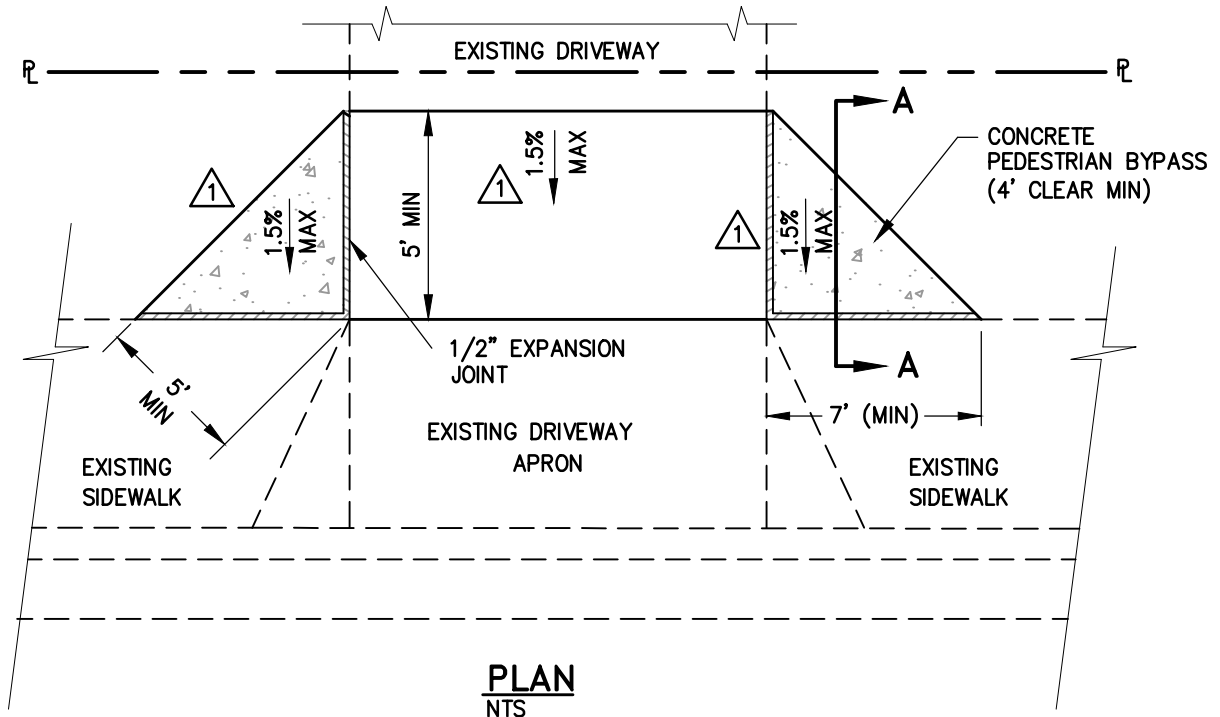 EXISTING DRIVEWAY
℄
℄
A
CONCRETE
PEDESTRIAN BYPASS
(4' CLEAR MIN)
1.5%
MAX
1
1
1
1.5%
MAX
5' MIN
1.5%
MAX
1/2" EXPANSION
JOINT
A
5'
MIN
7' (MIN)
EXISTING DRIVEWAY
APRON
EXISTING
SIDEWALK
EXISTING
SIDEWALK
PLAN
NTS